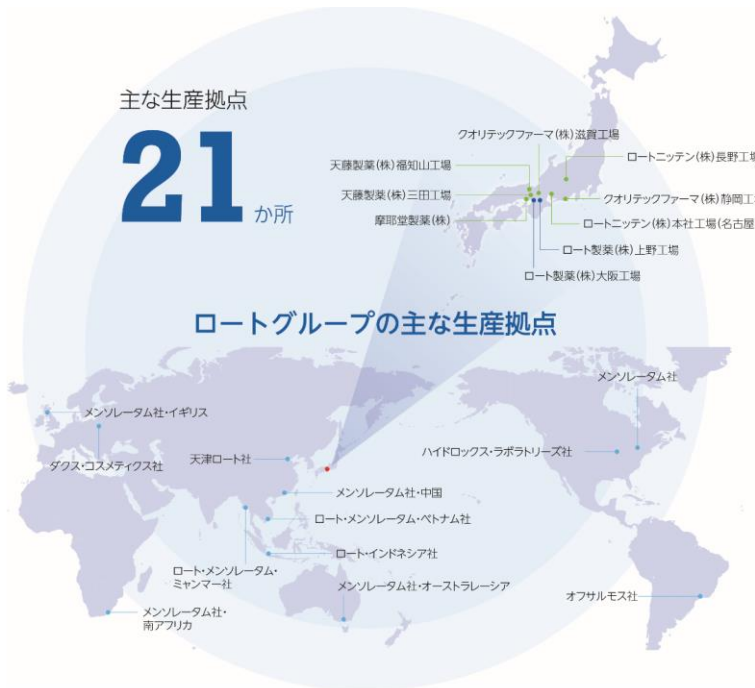 主な生産拠点
21
か所
クオリテックファーマ(株)滋賀工場
ロートニッテン(株)長野工場
天藤製薬(株)福知山工場
天藤製薬(株)三田工場
クオリテックファーマ(株)静岡工
摩耶堂製薬(株)
ロートニッテン(株)本社工場(名古屋
ロート製薬(株)上野工場
ロート製薬(株)大阪工場
ロートグループの主な生産拠点
メンソレータム社
メンソレータム社・イギリス
ハイドロックス・ラボラトリーズ社
ダクス・コスメティクス社
天津ロート社
メンソレータム社・中国
ロート・メンソレータム・ベトナム社
ロート・インドネシア社
ロート・メンソレータム・
ミャンマー社
メンソレータム社・オーストラレーシア
オフサルモス社
メンソレータム社・
南アフリカ